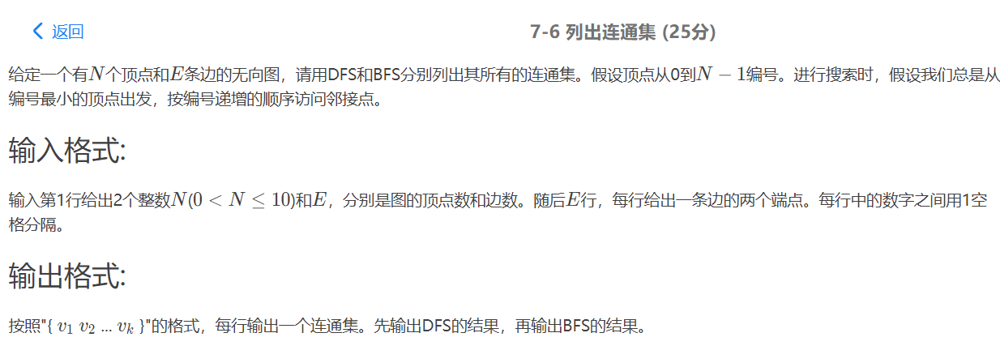 返回
7-6 列出连通集 (25分)
给定一个有N个顶点和E条边的无向图，请用DFS和BFS分别列出其所有的连通集。假设顶点从0到N − 1编号。进行搜索时，假设我们总是从
编号最小的顶点出发，按编号递增的顺序访问邻接点。
输入格式:
输入第1行给出2个整数N(0 < N ≤ 10)和E，分别是图的顶点数和边数。随后E行，每行给出一条边的两个端点。每行中的数字之间用1空
格分隔。
输出格式:
按照"{ v₁ v₂ ... vₖ }"的格式，每行输出一个连通集。先输出DFS的结果，再输出BFS的结果。